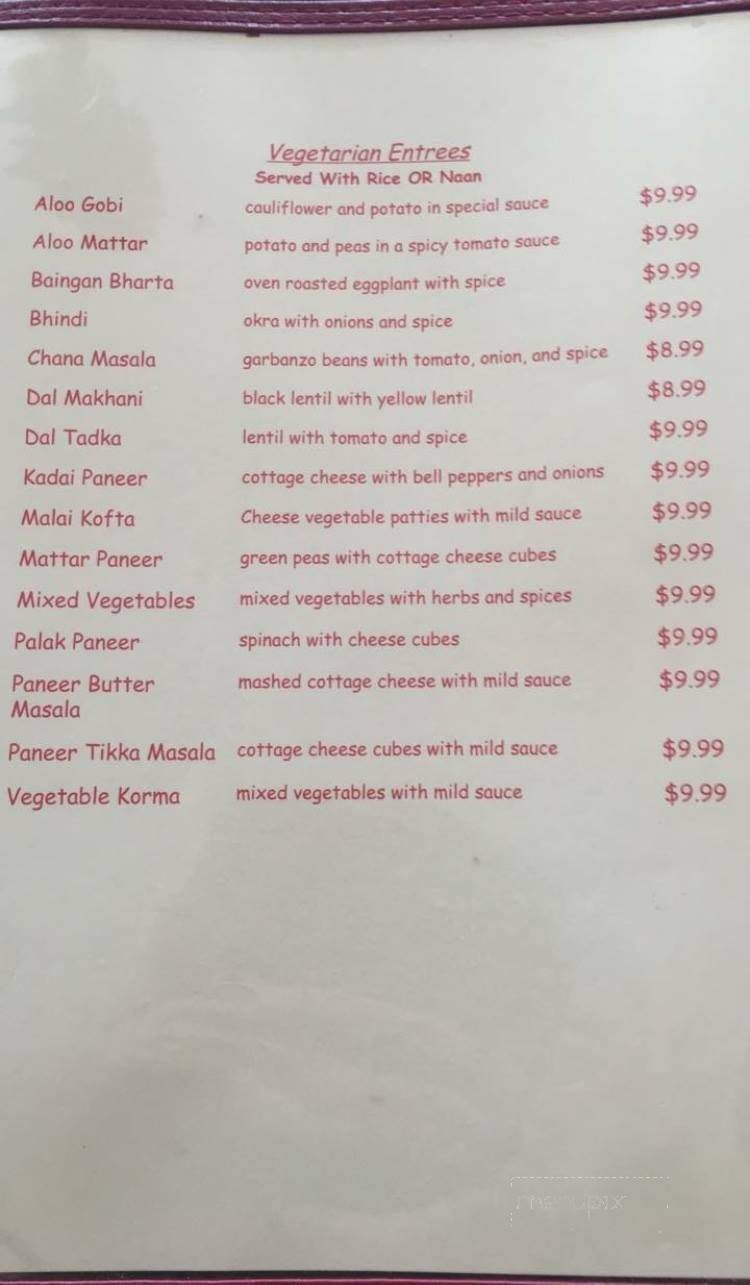 Vegetarian Entrees
Served With Rice OR Naan
Aloo Gobi cauliflower and potato in special sauce $9.99
Aloo Mattar potato and peas in a spicy tomato sauce $9.99
Baingan Bharta oven roasted eggplant with spice $9.99
Bhindi okra with onions and spice $9.99
Chana Masala garbanzo beans with tomato, onion, and spice $8.99
Dal Makhani black lentil with yellow lentil $8.99
Dal Tadka lentil with tomato and spice $9.99
Kadai Paneer cottage cheese with bell peppers and onions $9.99
Malai Kofta Cheese vegetable patties with mild sauce $9.99
Mattar Paneer green peas with cottage cheese cubes $9.99
Mixed Vegetables mixed vegetables with herbs and spices $9.99
Palak Paneer spinach with cheese cubes $9.99
Paneer Butter mashed cottage cheese with mild sauce $9.99
Masala
Paneer Tikka Masala cottage cheese cubes with mild sauce $9.99
Vegetable Korma mixed vegetables with mild sauce $9.99
menupix